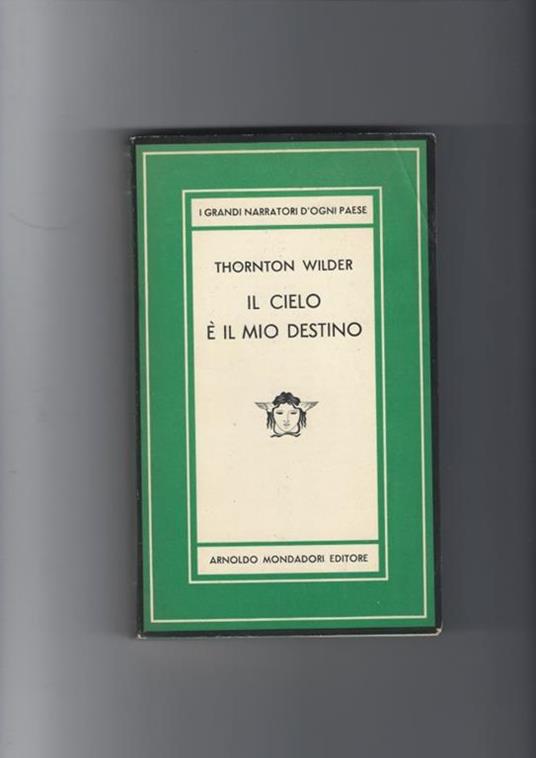 I GRANDI NARRATORI D'OGNI PAESE
THORNTON WILDER
IL CIELO
È IL MIO DESTINO
ARNOLDO MONDADORI EDITORE